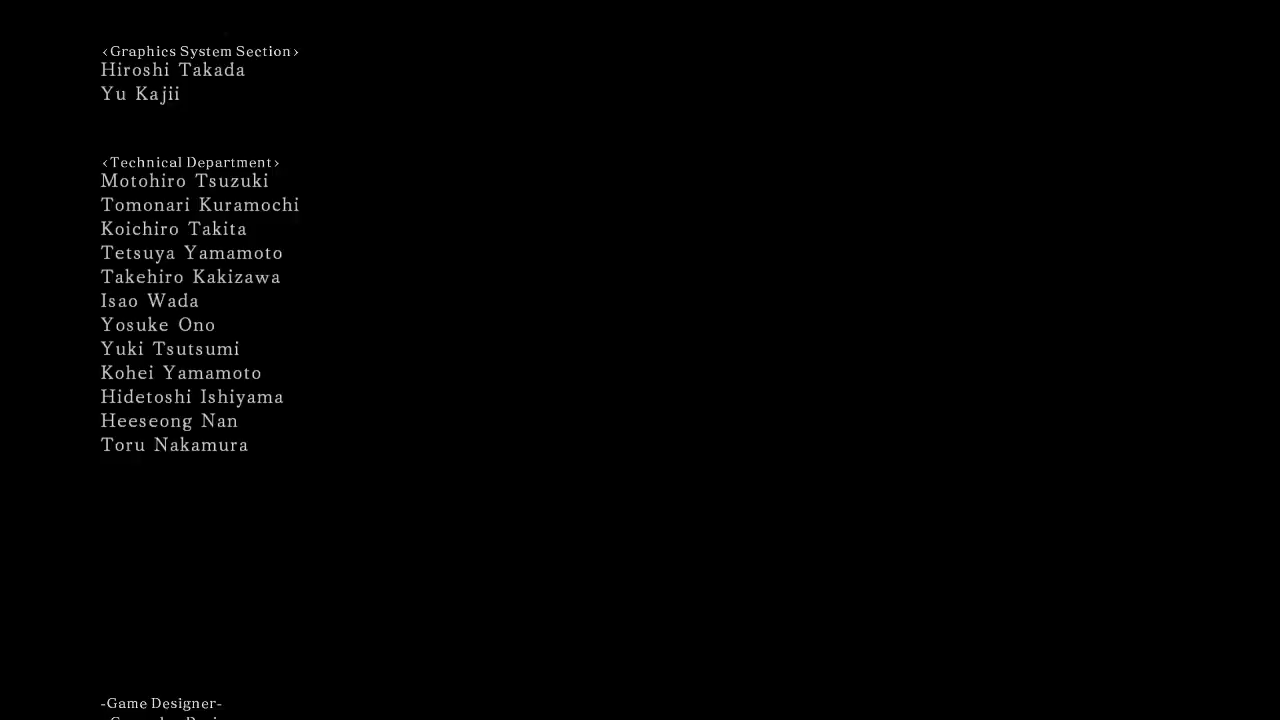 ‹Graphics System Section›
Hiroshi Takada
Yu Kajii
‹Technical Department›
Motohiro Tsuzuki
Tomonari Kuramochi
Koichiro Takita
Tetsuya Yamamoto
Takehiro Kakizawa
Isao Wada
Yosuke Ono
Yuki Tsutsumi
Kohei Yamamoto
Hidetoshi Ishiyama
Heeseong Nan
Toru Nakamura
-Game Designer-